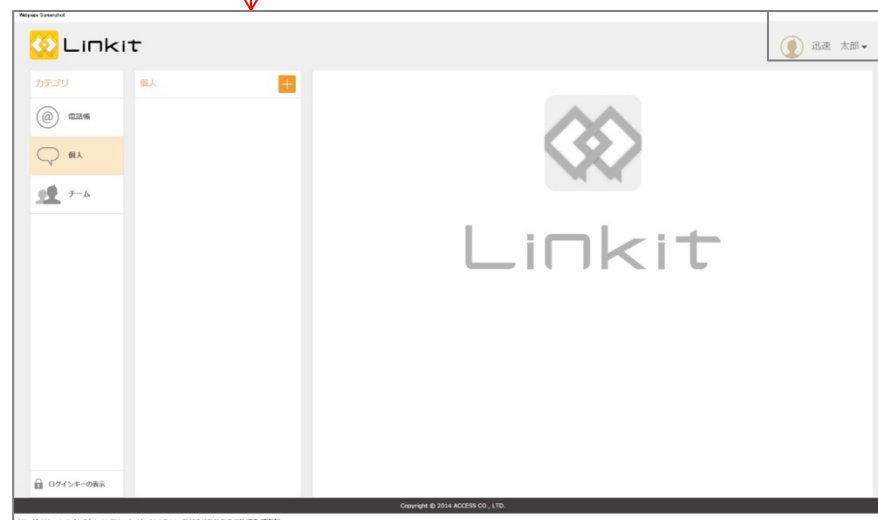 Webpage Screenshot
Linkit
迅速 太郎
カテゴリ
個人
電話帳
個人
チーム
Linkit
ログインキーの表示
Copyright © 2014 ACCESS CO., LTD.